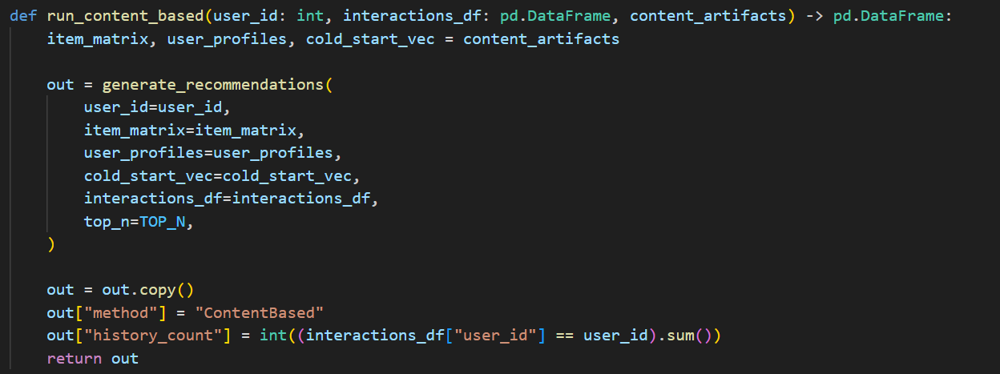 def run_content_based(user_id: int, interactions_df: pd.DataFrame, content_artifacts) -> pd.DataFrame:
    item_matrix, user_profiles, cold_start_vec = content_artifacts

    out = generate_recommendations(
        user_id=user_id,
        item_matrix=item_matrix,
        user_profiles=user_profiles,
        cold_start_vec=cold_start_vec,
        interactions_df=interactions_df,
        top_n=TOP_N,
    )

    out = out.copy()
    out["method"] = "ContentBased"
    out["history_count"] = int((interactions_df["user_id"] == user_id).sum())
    return out